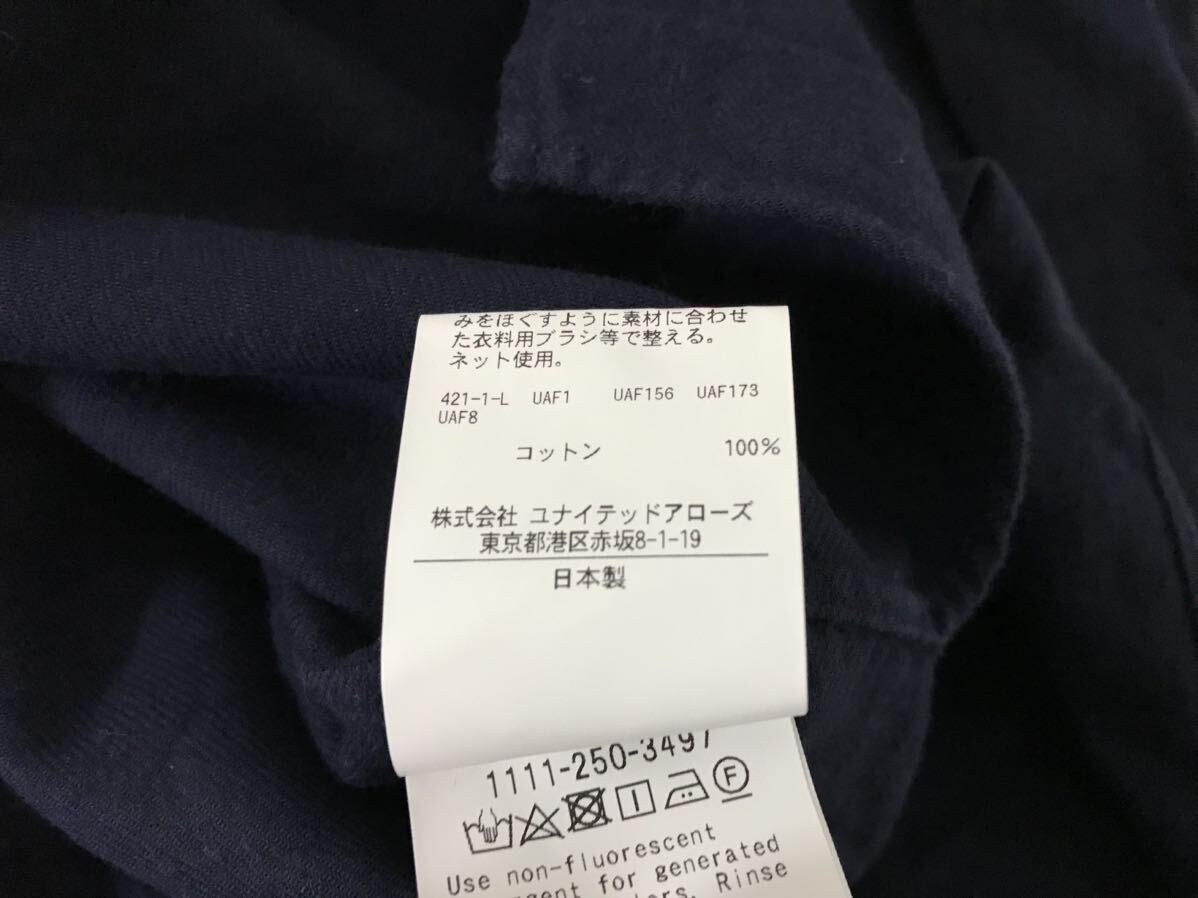 みをほぐすように素材に合わせ
た衣料用ブラシ等で整える。
ネット使用。
421-1-L UAF1 UAF156 UAF173
UAF8
コットン 100%
株式会社 ユナイテッドアローズ
東京都港区赤坂8-1-19
日本製
1111-250-3497
F
Use non-fluorescent
for generated
Rinse